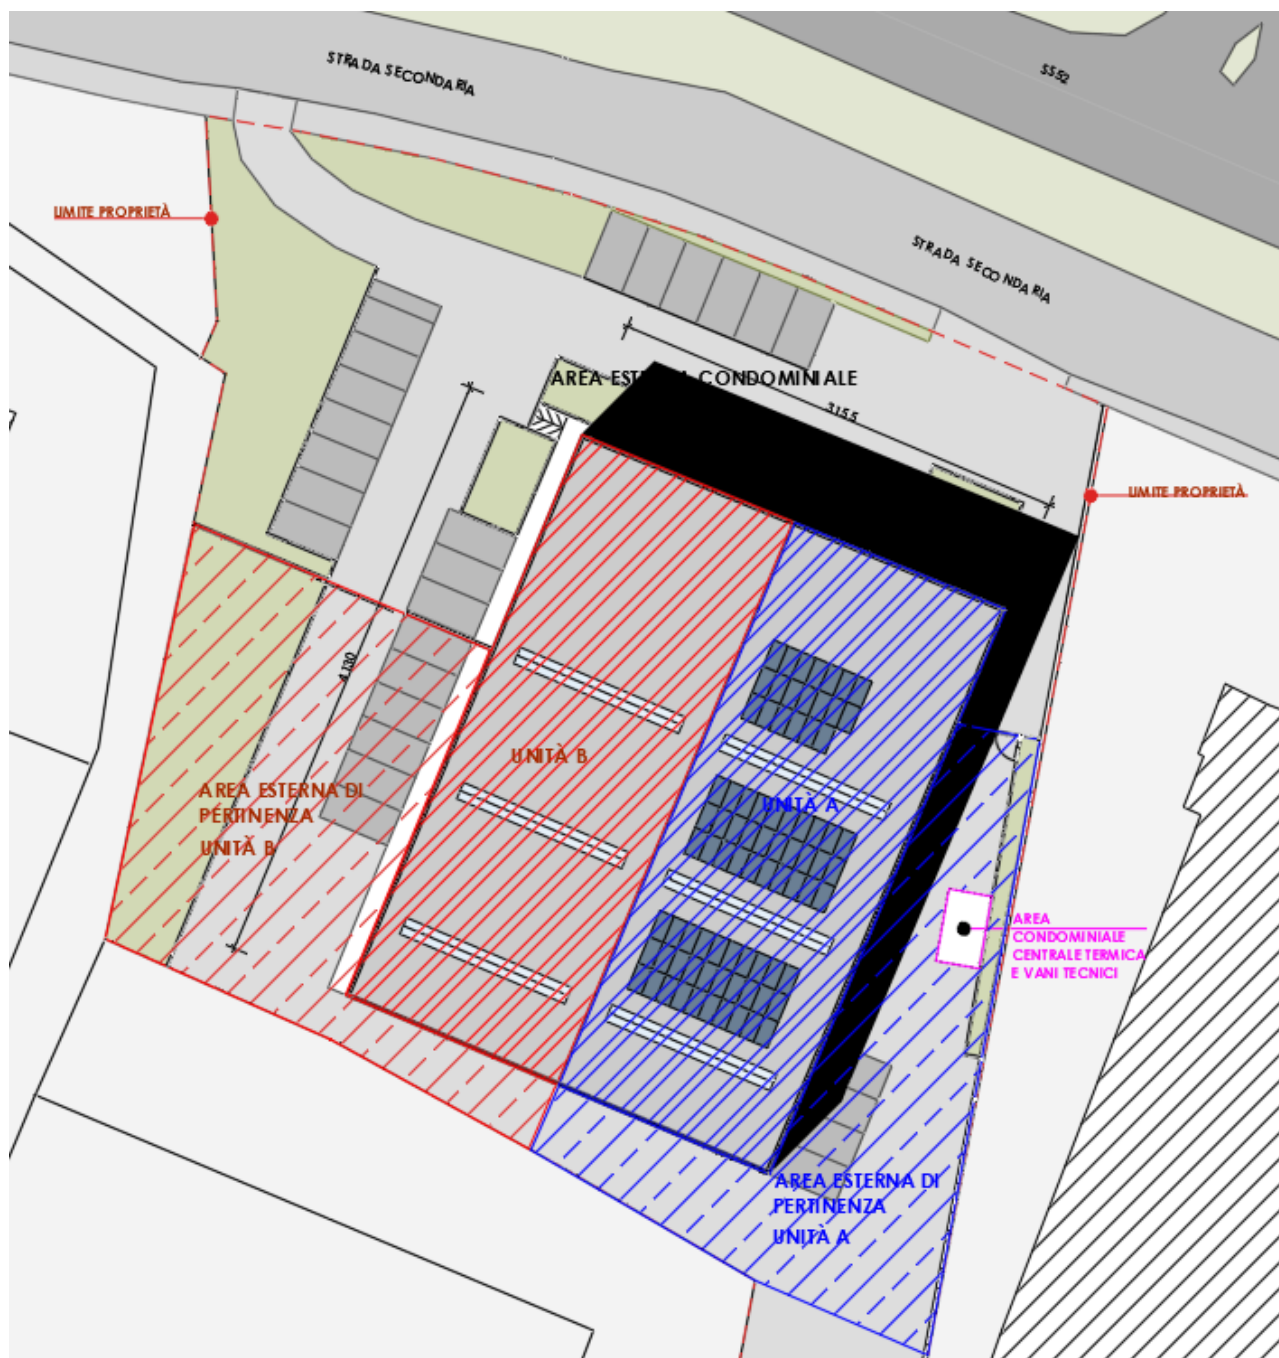 STRADA SECONDARIA
SS52
LIMITE PROPRIETÀ
STRADA SECONDARIA
AREA ESTERNA CONDOMINIALE
3155
LIMITE PROPRIETÀ
4130
UNITÀ B
AREA ESTERNA DI
PERTINENZA
UNITÀ B
UNITÀ A
AREA
CONDOMINIALE
CENTRALE TERMICA
E VANI TECNICI
AREA ESTERNA DI
PERTINENZA
UNITÀ A